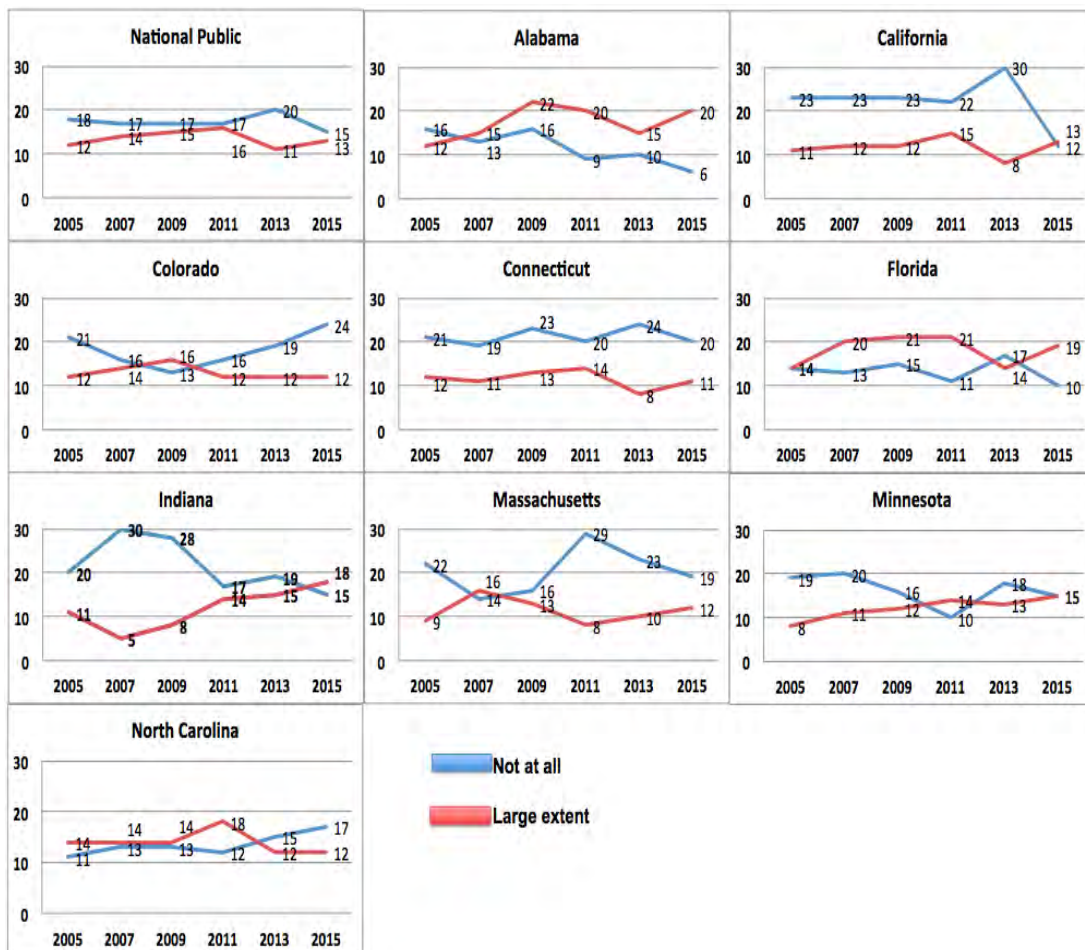 National Public
30
20
10
0
18 17 17 17 20 15
12 14 15 16 11 13
2005 2007 2009 2011 2013 2015
Alabama
30
20
10
0
16 13 16 9 10 6
12 15 22 20 15 20
2005 2007 2009 2011 2013 2015
California
30
20
10
0
23 23 23 22 30 12
11 12 12 15 8 13
2005 2007 2009 2011 2013 2015
Colorado
30
20
10
0
21 16 13 16 19 24
12 14 16 12 12 12
2005 2007 2009 2011 2013 2015
Connecticut
30
20
10
0
21 19 23 20 24 20
12 11 13 14 8 11
2005 2007 2009 2011 2013 2015
Florida
30
20
10
0
14 13 15 11 17 10
20 21 21 14 19
2005 2007 2009 2011 2013 2015
Indiana
30
20
10
0
20 30 28 17 19 15
11 5 8 14 15 18
2005 2007 2009 2011 2013 2015
Massachusetts
30
20
10
0
22 14 16 29 23 19
9 16 13 8 10 12
2005 2007 2009 2011 2013 2015
Minnesota
30
20
10
0
19 20 16 10 18 15
8 11 12 14 13
2005 2007 2009 2011 2013 2015
North Carolina
30
20
10
0
11 13 13 12 15 17
14 14 14 18 12 12
2005 2007 2009 2011 2013 2015
Not at all
Large extent